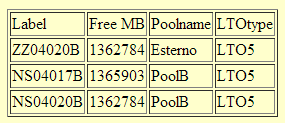 Label Free MB Poolname LTOtype
ZZ04020B 1362784 Esterno LTO5
NS04017B 1365903 PoolB LTO5
NS04020B 1362784 PoolB LTO5